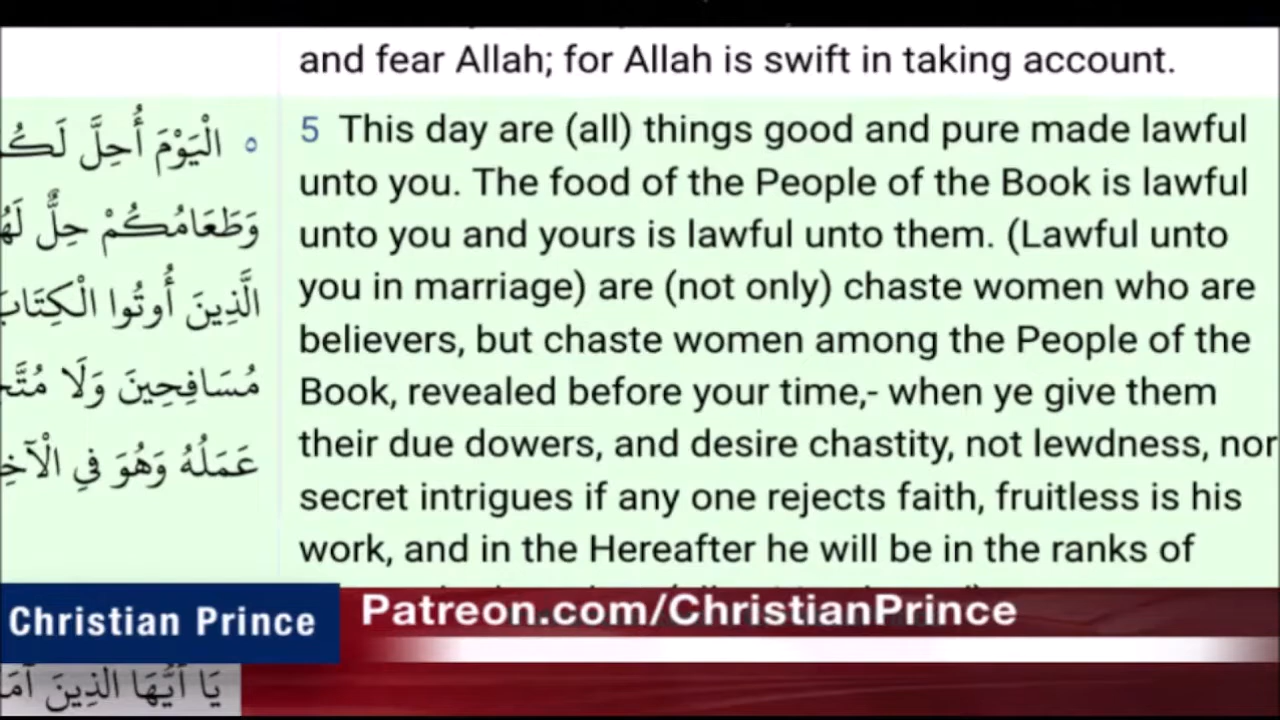 and fear Allah; for Allah is swift in taking account.
5 This day are (all) things good and pure made lawful
unto you. The food of the People of the Book is lawful
unto you and yours is lawful unto them. (Lawful unto
you in marriage) are (not only) chaste women who are
believers, but chaste women among the People of the
Book, revealed before your time,- when ye give them
their due dowers, and desire chastity, not lewdness, nor
secret intrigues if any one rejects faith, fruitless is his
work, and in the Hereafter he will be in the ranks of
٥ الْيَوْمَ أُحِلَّ
وَطَعَامُكُمْ حِلٌّ
الَّذِينَ أُوتُوا
مُسَافِحِينَ وَلَا
عَمَلُهُ وَهُوَ فِي
Christian Prince
Patreon.com/ChristianPrince
يَا أَيُّهَا الَّذِينَ